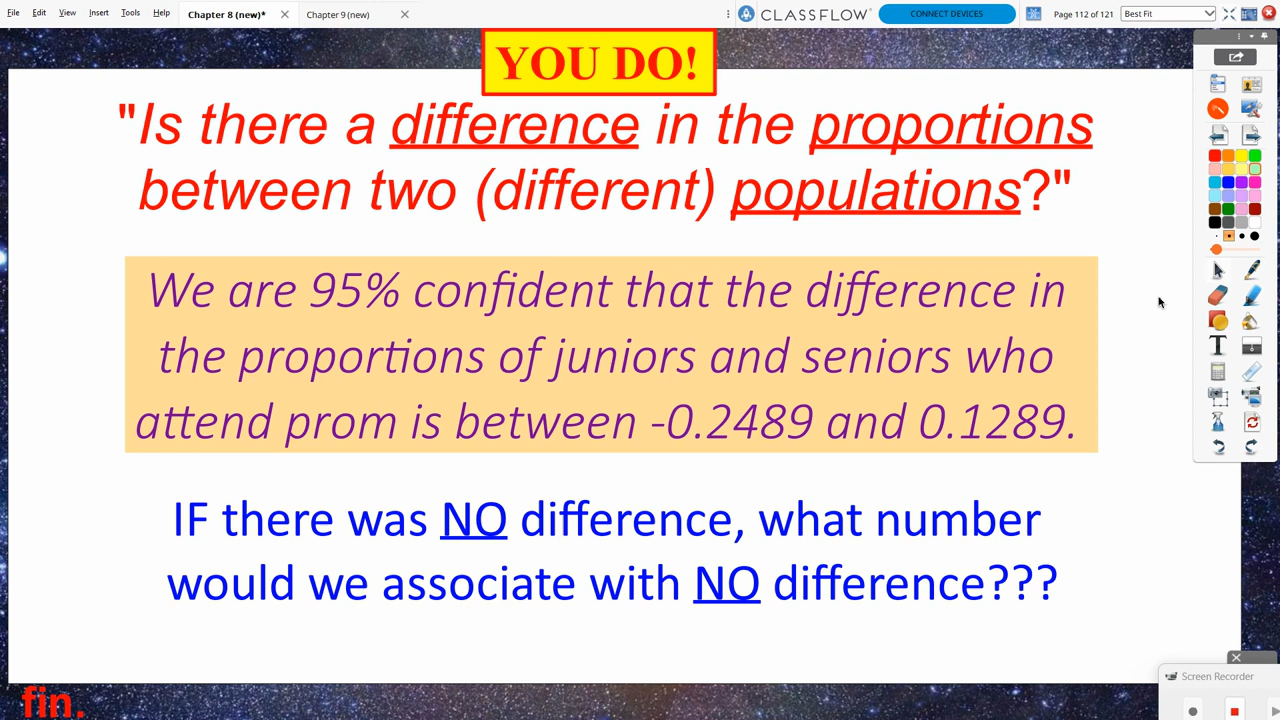 File Edit View Insert Tools Help Chapter 8 (new)* Chapter 9 (new) CLASSFLOW CONNECT DEVICES Page 112 of 121 Best Fit
YOU DO!
"Is there a difference in the proportions
between two (different) populations?"
We are 95% confident that the difference in
the proportions of juniors and seniors who
attend prom is between -0.2489 and 0.1289.
IF there was NO difference, what number
would we associate with NO difference???
Screen Recorder
fin.